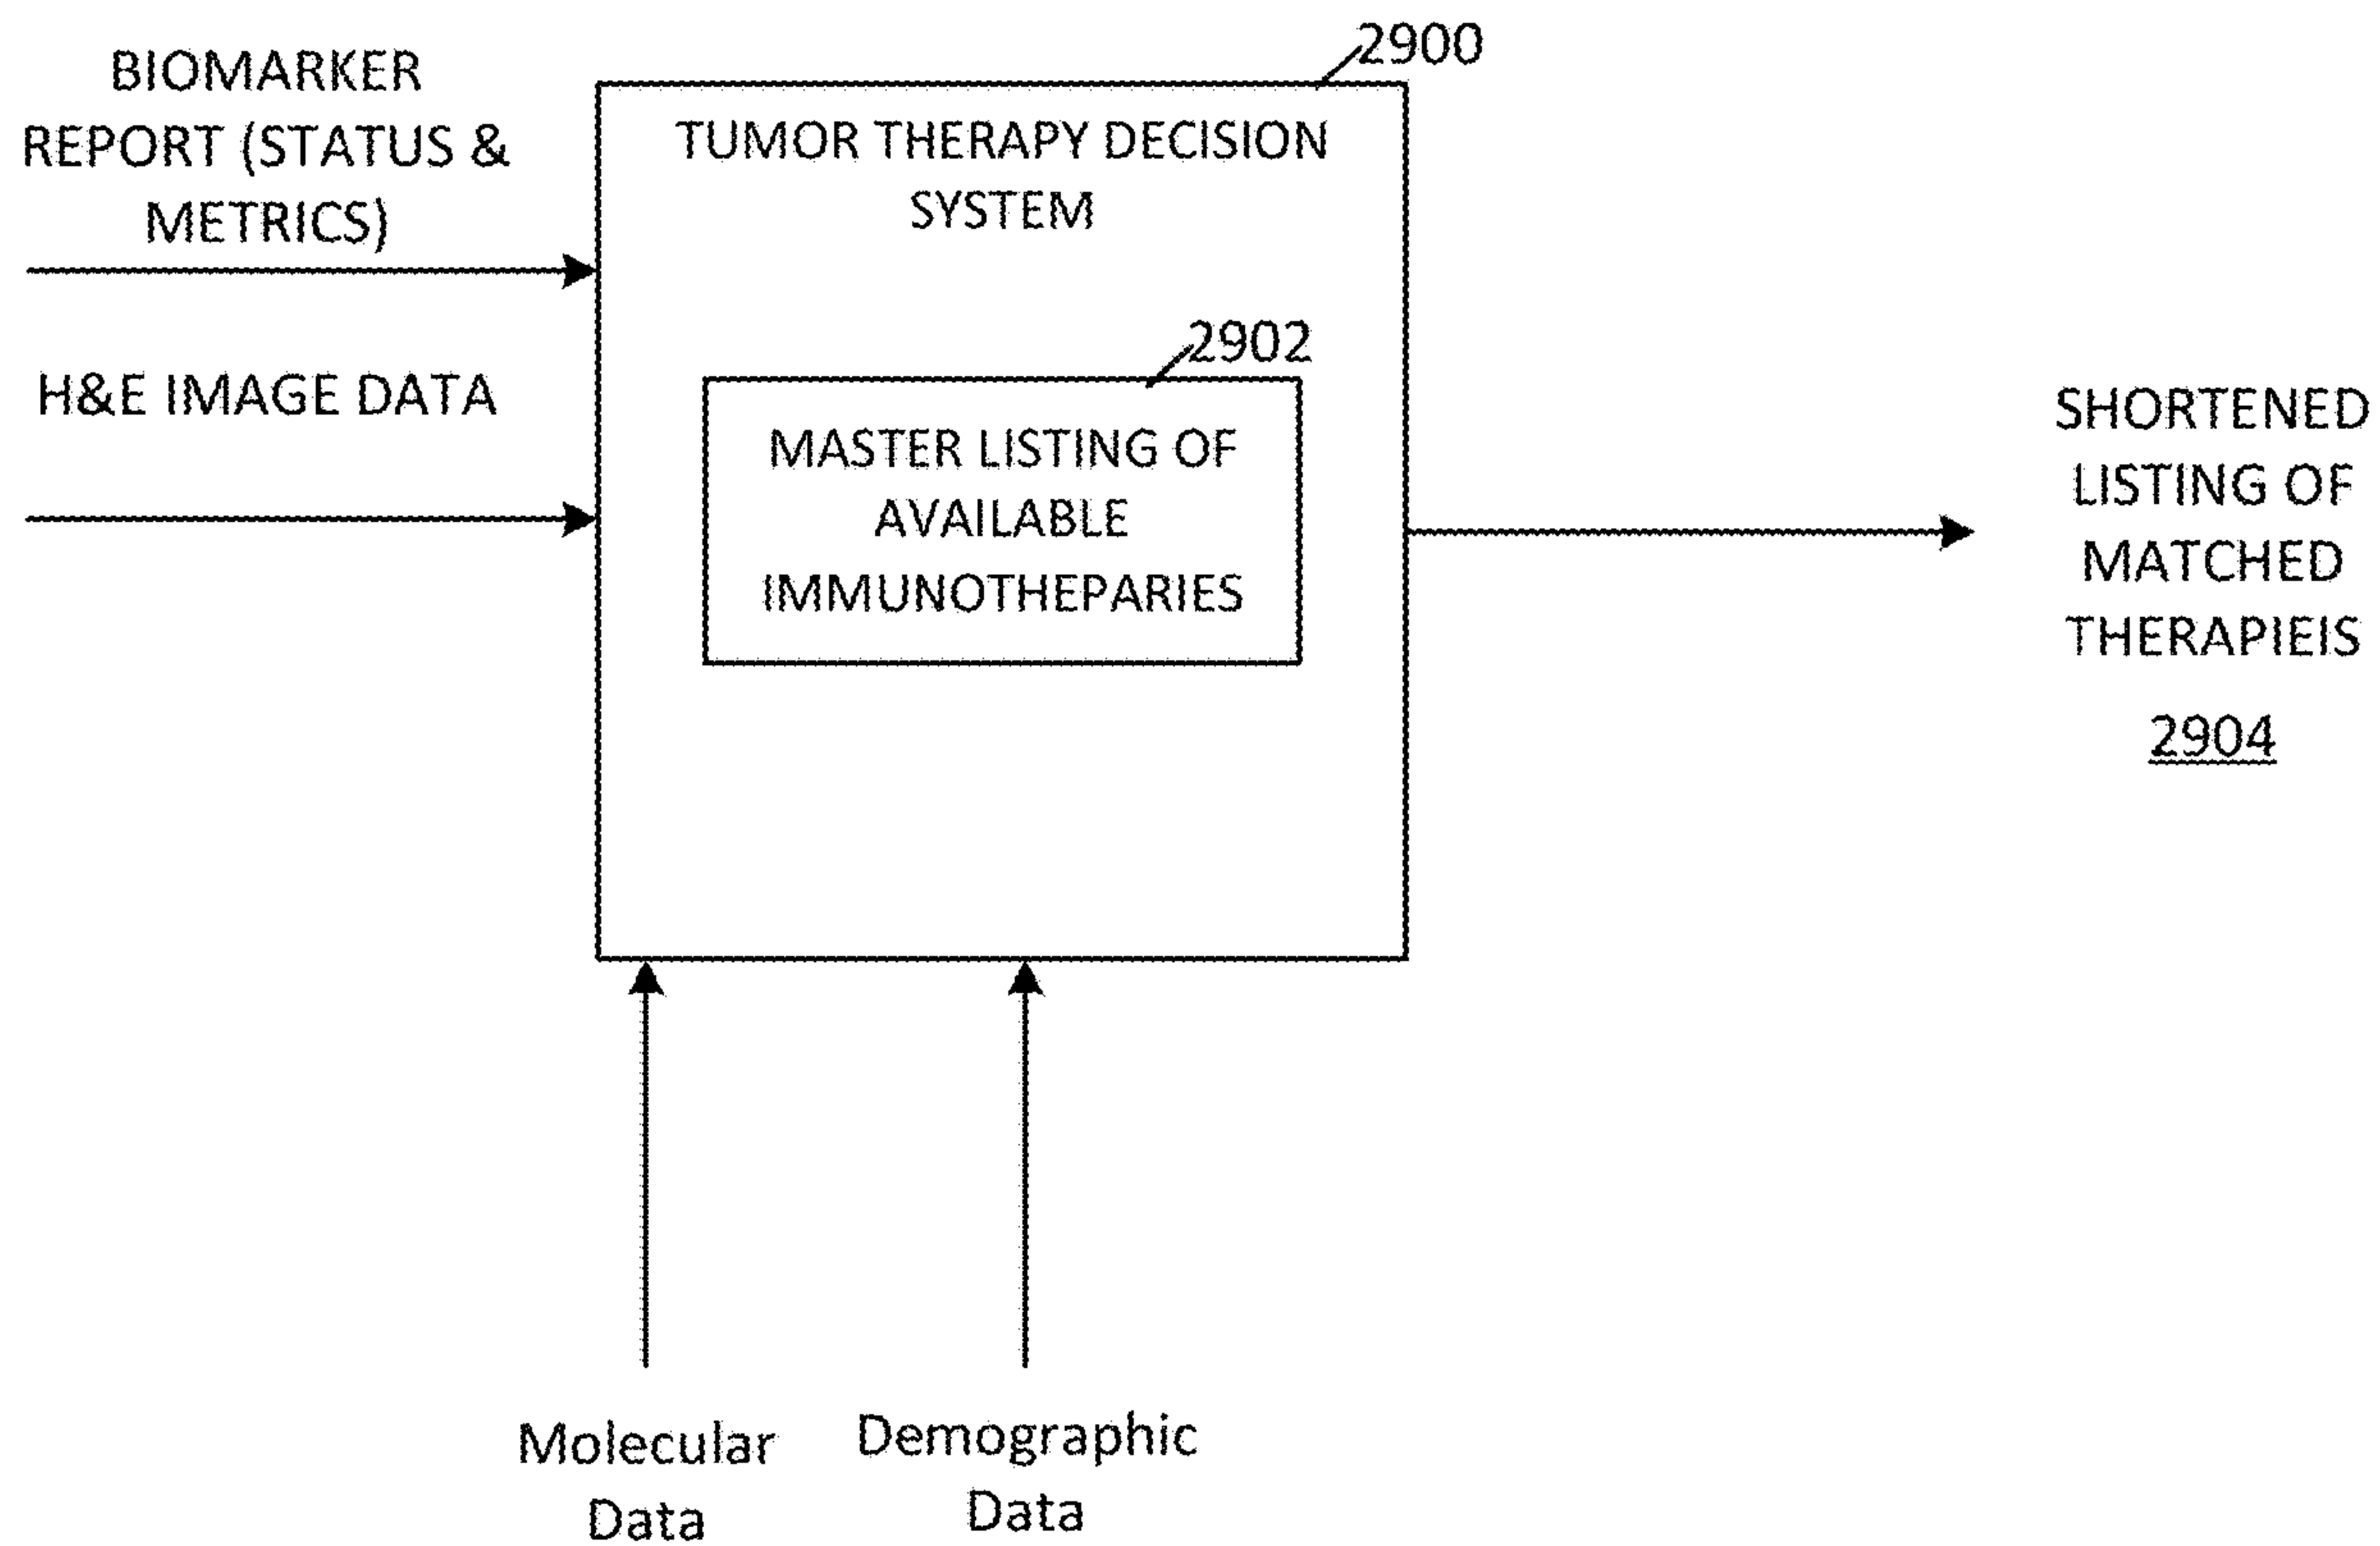 BIOMARKER
REPORT (STATUS &
METRICS)
H&E IMAGE DATA
2900
TUMOR THERAPY DECISION
SYSTEM
2902
MASTER LISTING OF
AVAILABLE
IMMUNOTHEPARIES
SHORTENED
LISTING OF
MATCHED
THERAPIEIS
2904
Molecular
Data
Demographic
Data